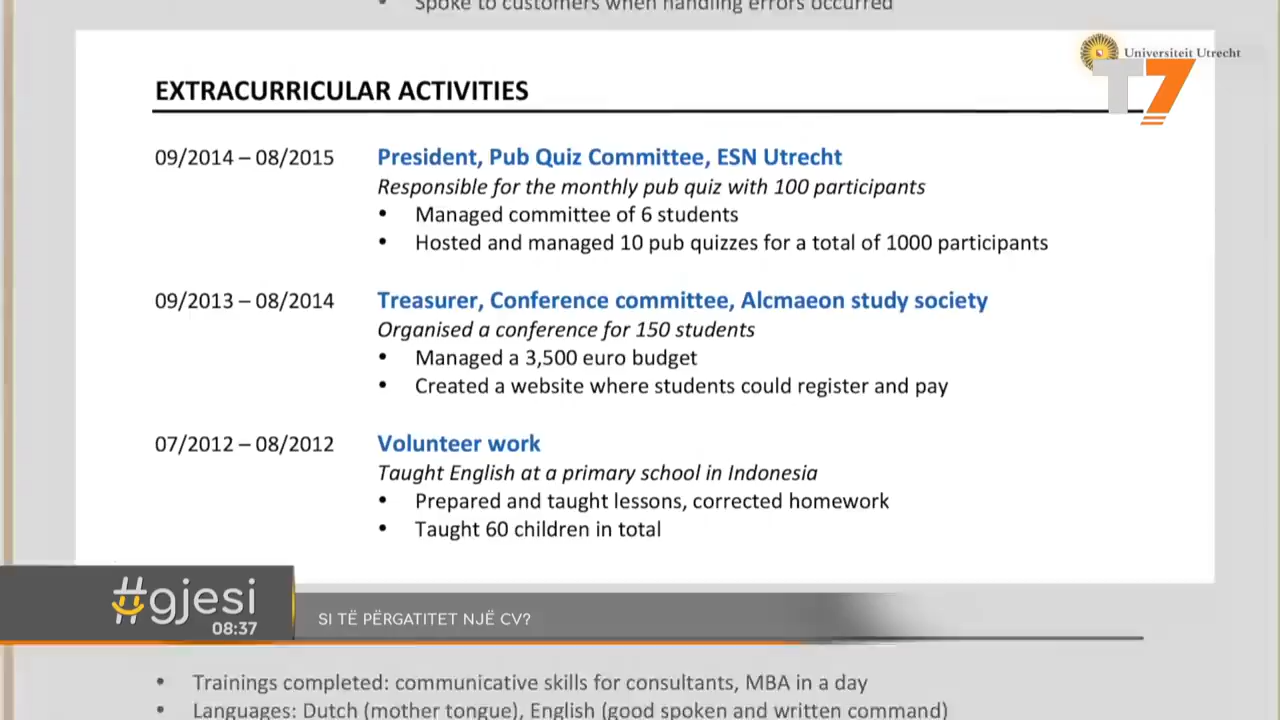 Spoke to customers when handling errors occurred
Universiteit Utrecht
T7
EXTRACURRICULAR ACTIVITIES
09/2014 – 08/2015 President, Pub Quiz Committee, ESN Utrecht
Responsible for the monthly pub quiz with 100 participants
• Managed committee of 6 students
• Hosted and managed 10 pub quizzes for a total of 1000 participants
09/2013 – 08/2014 Treasurer, Conference committee, Alcmaeon study society
Organised a conference for 150 students
• Managed a 3,500 euro budget
• Created a website where students could register and pay
07/2012 – 08/2012 Volunteer work
Taught English at a primary school in Indonesia
• Prepared and taught lessons, corrected homework
• Taught 60 children in total
#gjesi
08:37
SI TË PËRGATITET NJË CV?
• Trainings completed: communicative skills for consultants, MBA in a day
• Languages: Dutch (mother tongue), English (good spoken and written command)